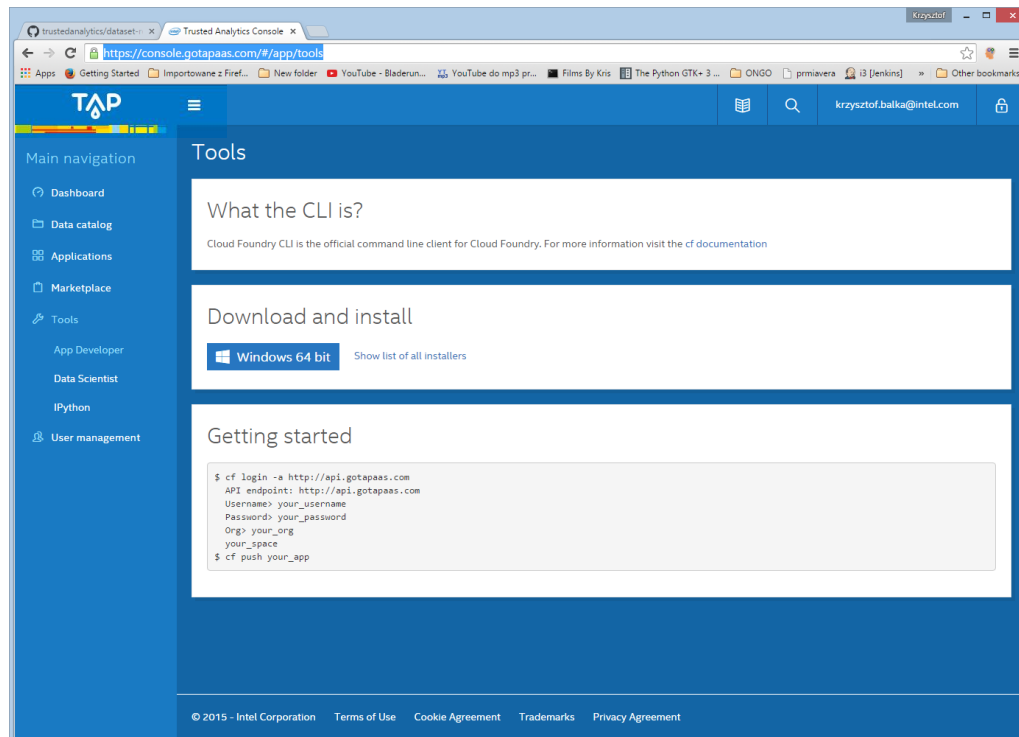 Krzysztof
trustedanalytics/dataset-r
Trusted Analytics Console
https://console.gotapaas.com/#/app/tools
Apps Getting Started Importowane z Firef... New folder YouTube - Bladerun... YouTube do mp3 pr... Films By Kris The Python GTK+ 3 ... ONGO prmiavera i3 [Jenkins] » Other bookmarks
TAP
krzysztof.balka@intel.com
Main navigation
Dashboard
Data catalog
Applications
Marketplace
Tools
App Developer
Data Scientist
IPython
User management
Tools
What the CLI is?
Cloud Foundry CLI is the official command line client for Cloud Foundry. For more information visit the cf documentation
Download and install
Windows 64 bit
Show list of all installers
Getting started
$ cf login -a http://api.gotapaas.com
API endpoint: http://api.gotapaas.com
Username> your_username
Password> your_password
Org> your_org
your_space
$ cf push your_app
© 2015 - Intel Corporation Terms of Use Cookie Agreement Trademarks Privacy Agreement